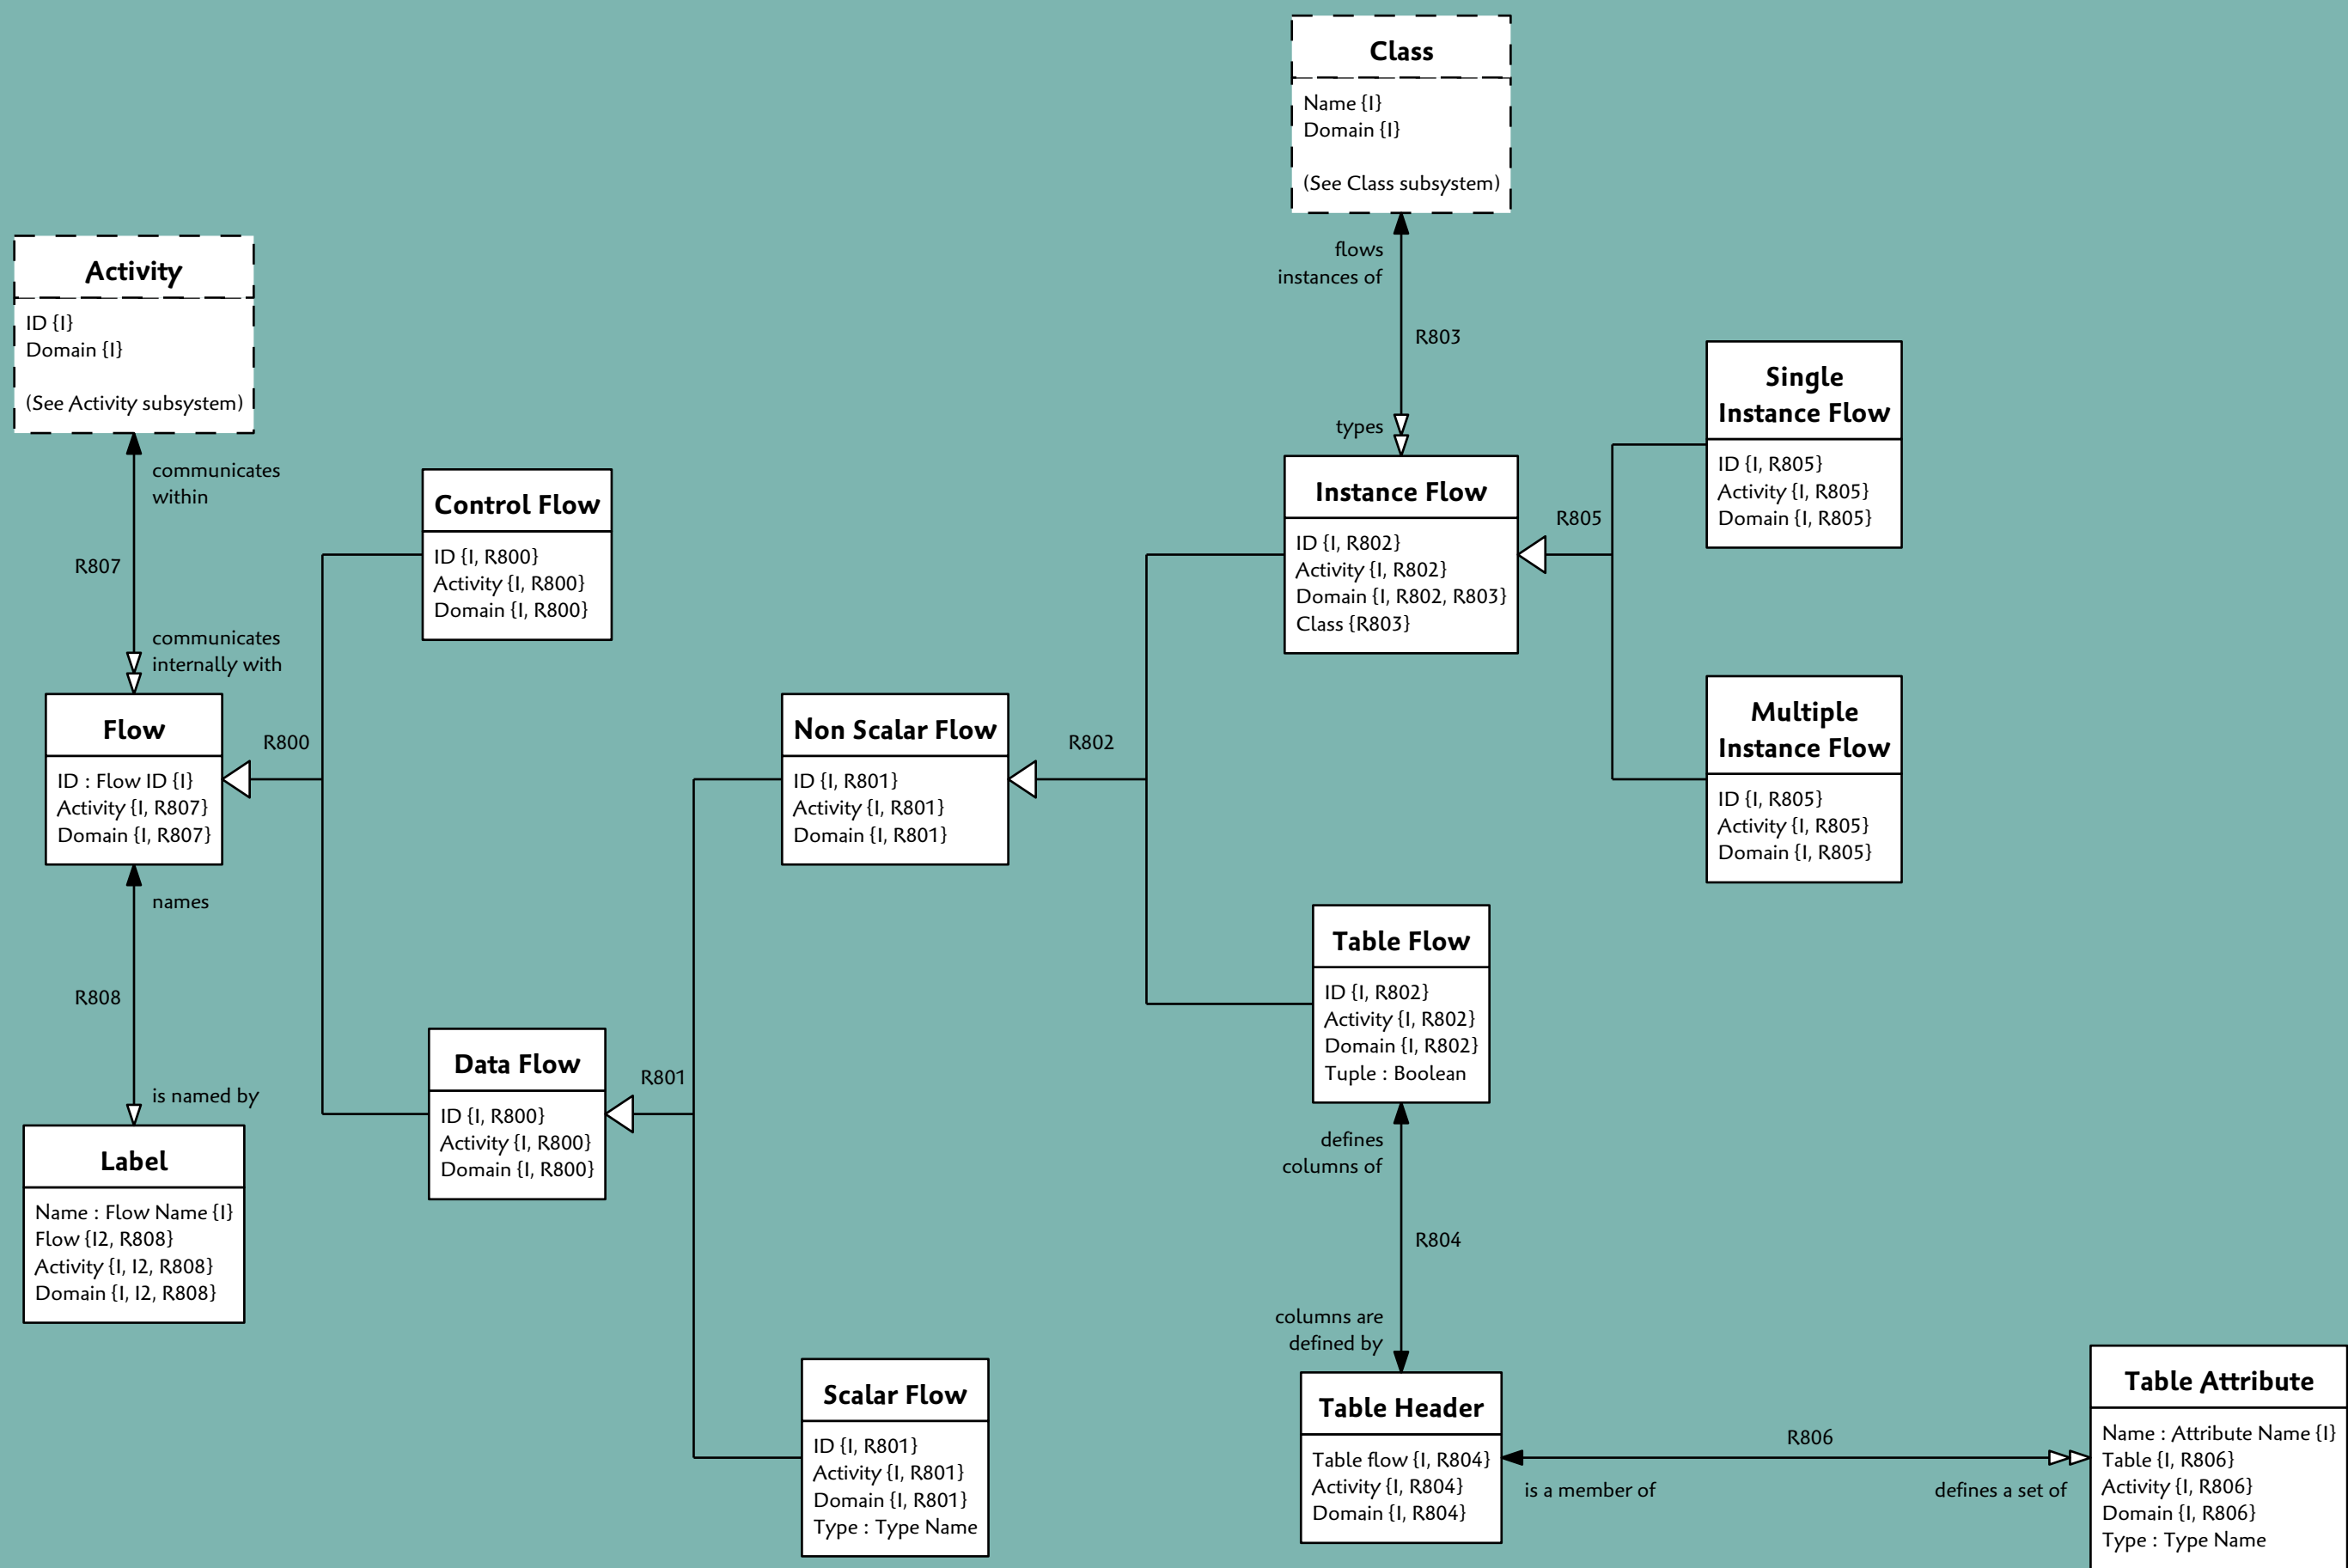 Class
Name {I}
Domain {I}
(See Class subsystem)
flows
instances of
R803
types
Activity
ID {I}
Domain {I}
(See Activity subsystem)
communicates
within
R807
communicates
internally with
Flow
ID : Flow ID {I}
Activity {I, R807}
Domain {I, R807}
R800
names
R808
is named by
Label
Name : Flow Name {I}
Flow {I2, R808}
Activity {I, I2, R808}
Domain {I, I2, R808}
Control Flow
ID {I, R800}
Activity {I, R800}
Domain {I, R800}
Data Flow
ID {I, R800}
Activity {I, R800}
Domain {I, R800}
R801
Non Scalar Flow
ID {I, R801}
Activity {I, R801}
Domain {I, R801}
R802
Scalar Flow
ID {I, R801}
Activity {I, R801}
Domain {I, R801}
Type : Type Name
Instance Flow
ID {I, R802}
Activity {I, R802}
Domain {I, R802, R803}
Class {R803}
R805
Single
Instance Flow
ID {I, R805}
Activity {I, R805}
Domain {I, R805}
Multiple
Instance Flow
ID {I, R805}
Activity {I, R805}
Domain {I, R805}
Table Flow
ID {I, R802}
Activity {I, R802}
Domain {I, R802}
Tuple : Boolean
defines
columns of
R804
columns are
defined by
Table Header
Table flow {I, R804}
Activity {I, R804}
Domain {I, R804}
R806
is a member of
defines a set of
Table Attribute
Name : Attribute Name {I}
Table {I, R806}
Activity {I, R806}
Domain {I, R806}
Type : Type Name